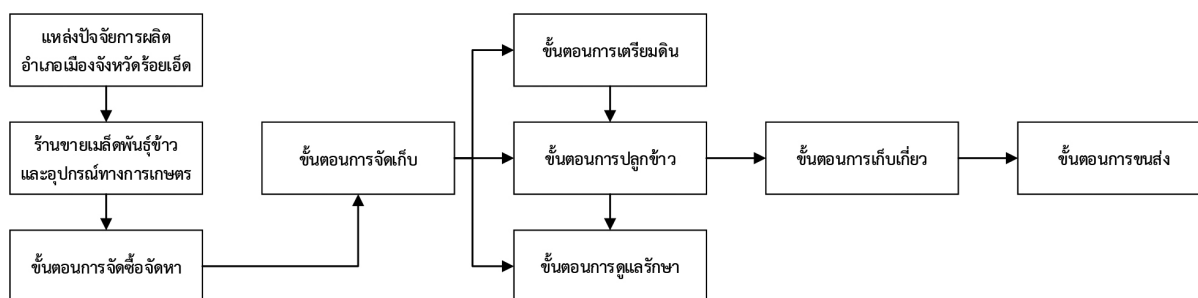 แหล่งปัจจัยการผลิต
อำเภอเมืองจังหวัดร้อยเอ็ด
ร้านขายเมล็ดพันธุ์ข้าว
และอุปกรณ์ทางการเกษตร
ขั้นตอนการจัดซื้อจัดหา
ขั้นตอนการจัดเก็บ
ขั้นตอนการเตรียมดิน
ขั้นตอนการปลูกข้าว
ขั้นตอนการดูแลรักษา
ขั้นตอนการเก็บเกี่ยว
ขั้นตอนการขนส่ง